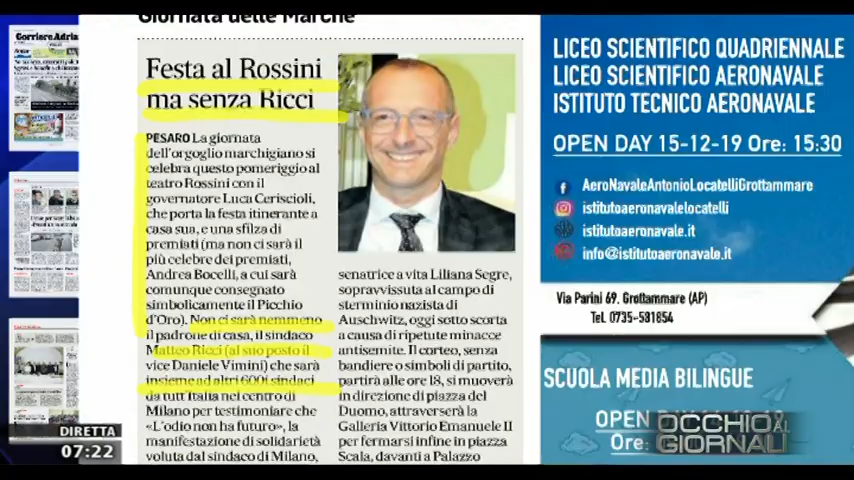 Giornata delle Marche
Festa al Rossini
ma senza Ricci
PESARO La giornata
dell'orgoglio marchigiano si
celebra questo pomeriggio al
teatro Rossini con il
governatore Luca Ceriscioli,
che porta la festa itinerante a
casa sua, e una sfilza di
premiati (ma non ci sarà il
più celebre dei premiati,
Andrea Bocelli, a cui sarà
comunque consegnato
simbolicamente il Picchio
d'Oro). Non ci sarà nemmeno
il padrone di casa, il sindaco
Matteo Ricci (al suo posto il
vice Daniele Vimini) che sarà
insieme ad altri 600i sindaci
da tutt'Italia nel centro di
Milano per testimoniare che
«L'odio non ha futuro», la
manifestazione di solidarietà
voluta dal sindaco di Milano,
senatrice a vita Liliana Segre,
sopravvissuta al campo di
sterminio nazista di
Auschwitz, oggi sotto scorta
a causa di ripetute minacce
antisemite. Il corteo, senza
bandiere o simboli di partito,
partirà alle ore 18, si muoverà
in direzione di piazza del
Duomo, attraverserà la
Galleria Vittorio Emanuele II
per fermarsi infine in piazza
Scala, davanti a Palazzo
LICEO SCIENTIFICO QUADRIENNALE
LICEO SCIENTIFICO AERONAVALE
ISTITUTO TECNICO AERONAVALE
OPEN DAY 15-12-19 Ore: 15:30
AeroNavaleAntonioLocatelliGrottammare
istitutoaeronavalelocatelli
istitutoaeronavale.it
info@istitutoaeronavale.it
Via Parini 69, Grottammare (AP)
Tel. 0735-581854
SCUOLA MEDIA BILINGUE
OPEN
Ore:
OCCHIO AI
GIORNALI
Corriere Adria
DIRETTA
07:22